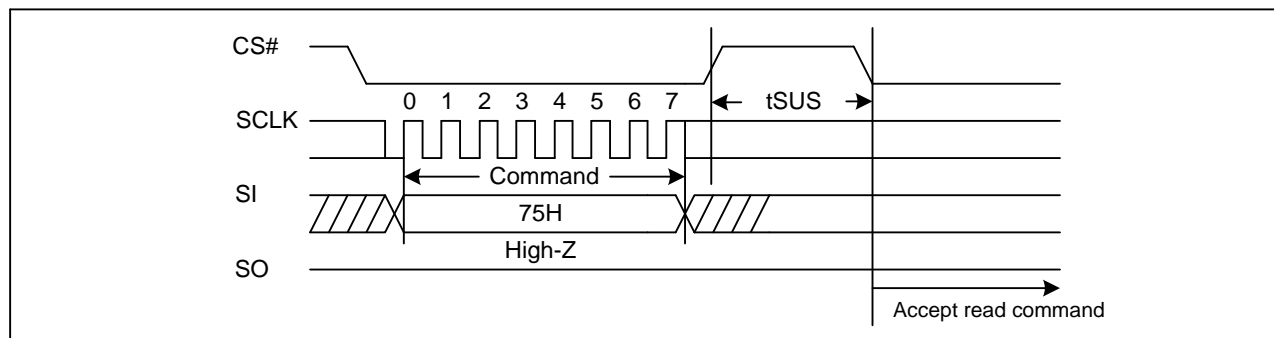 CS#
tSUS
0 1 2 3 4 5 6 7
SCLK
Command
SI
75H
High-Z
SO
Accept read command